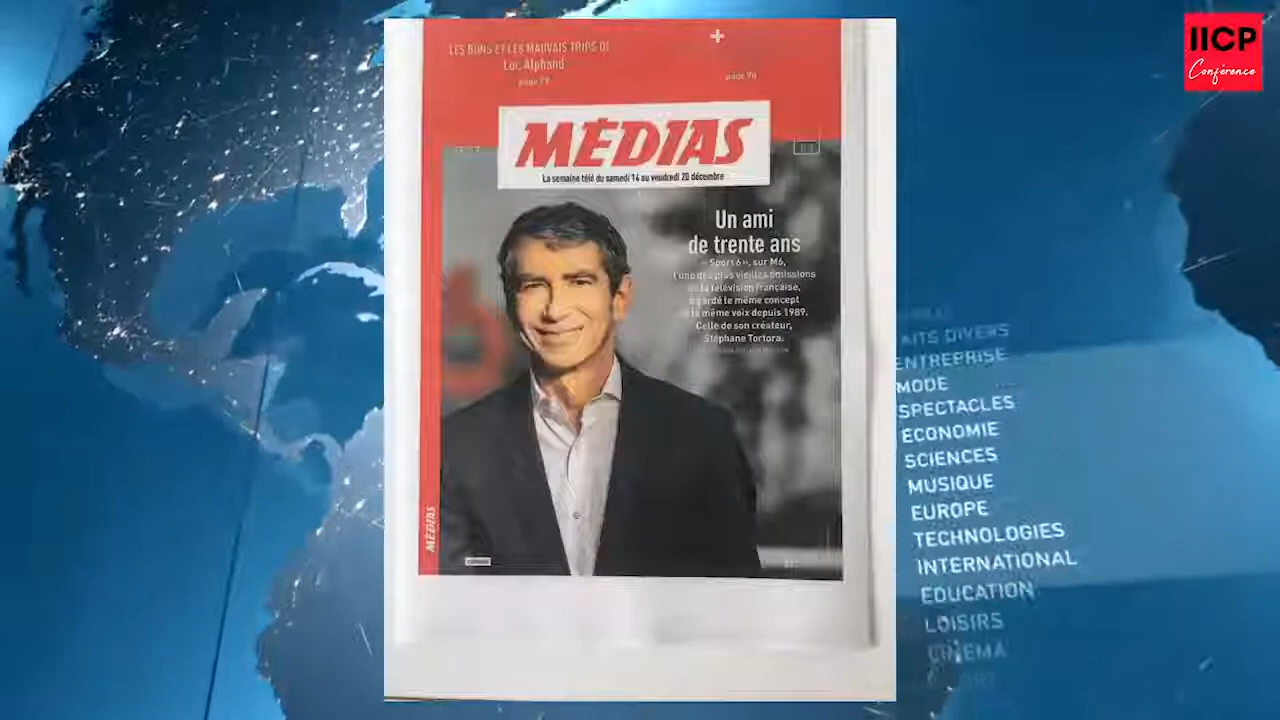 IICP
Conférence
LES BONS ET LES MAUVAIS TRIPS DE
Luc Alphand
page 79
+
page 90
MÉDIAS
La semaine télé du samedi 14 au vendredi 20 décembre
Un ami
de trente ans
« Sport 6 », sur M6,
l'une des plus vieilles émissions
de la télévision française,
a gardé le même concept
et la même voix depuis 1989.
Celle de son créateur,
Stéphane Tortora.
6
MÉDIAS
FAITS DIVERS
ENTREPRISE
MODE
SPECTACLES
ECONOMIE
SCIENCES
MUSIQUE
EUROPE
TECHNOLOGIES
INTERNATIONAL
EDUCATION
LOISIRS
CINEMA